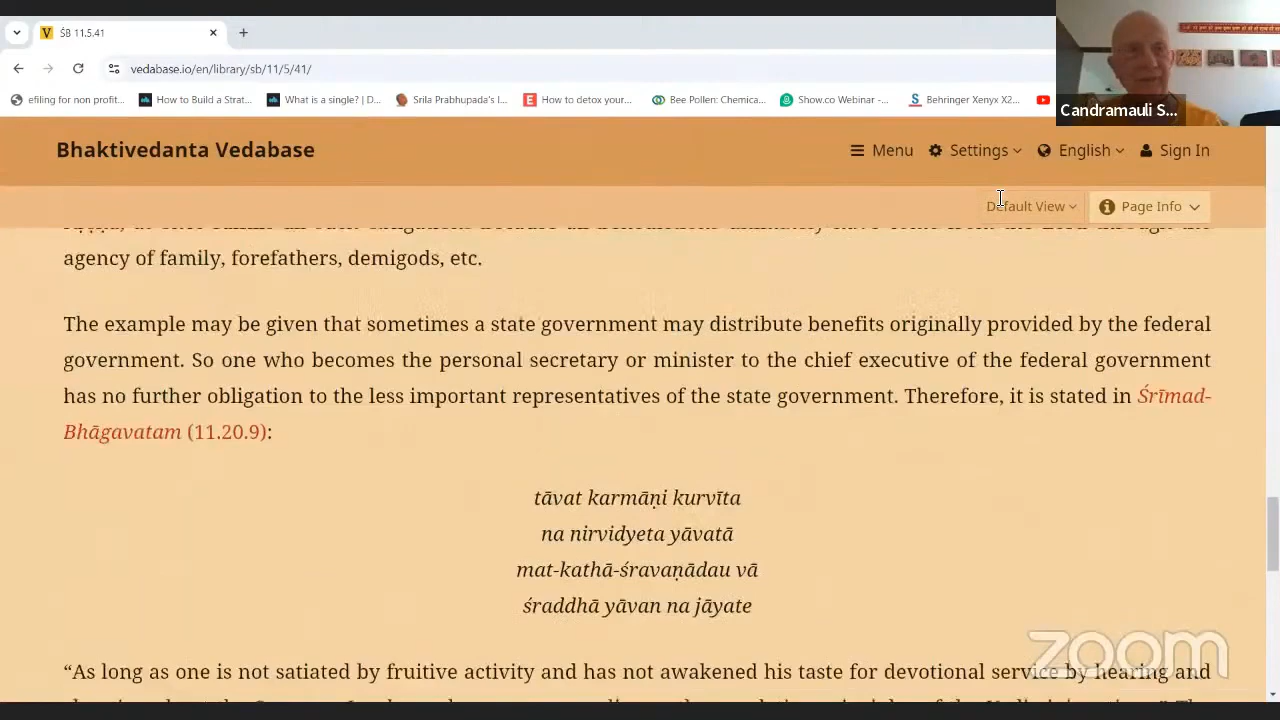 ŚB 11.5.41
vedabase.io/en/library/sb/11/5/41/
efiling for non profit...
How to Build a Strat...
What is a single? | D...
Srila Prabhupada's l...
How to detox your...
Bee Pollen: Chemica...
Show.co Webinar -...
Behringer Xenyx X2...
Candramauli S...
Bhaktivedanta Vedabase
Menu
Settings
English
Sign In
Default View
Page Info
agency of family, forefathers, demigods, etc.
The example may be given that sometimes a state government may distribute benefits originally provided by the federal
government. So one who becomes the personal secretary or minister to the chief executive of the federal government
has no further obligation to the less important representatives of the state government. Therefore, it is stated in Śrīmad-
Bhāgavatam (11.20.9):
tāvat karmāṇi kurvīta
na nirvidyeta yāvatā
mat-kathā-śravaṇādau vā
śraddhā yāvan na jāyate
zoom
“As long as one is not satiated by fruitive activity and has not awakened his taste for devotional service by hearing and